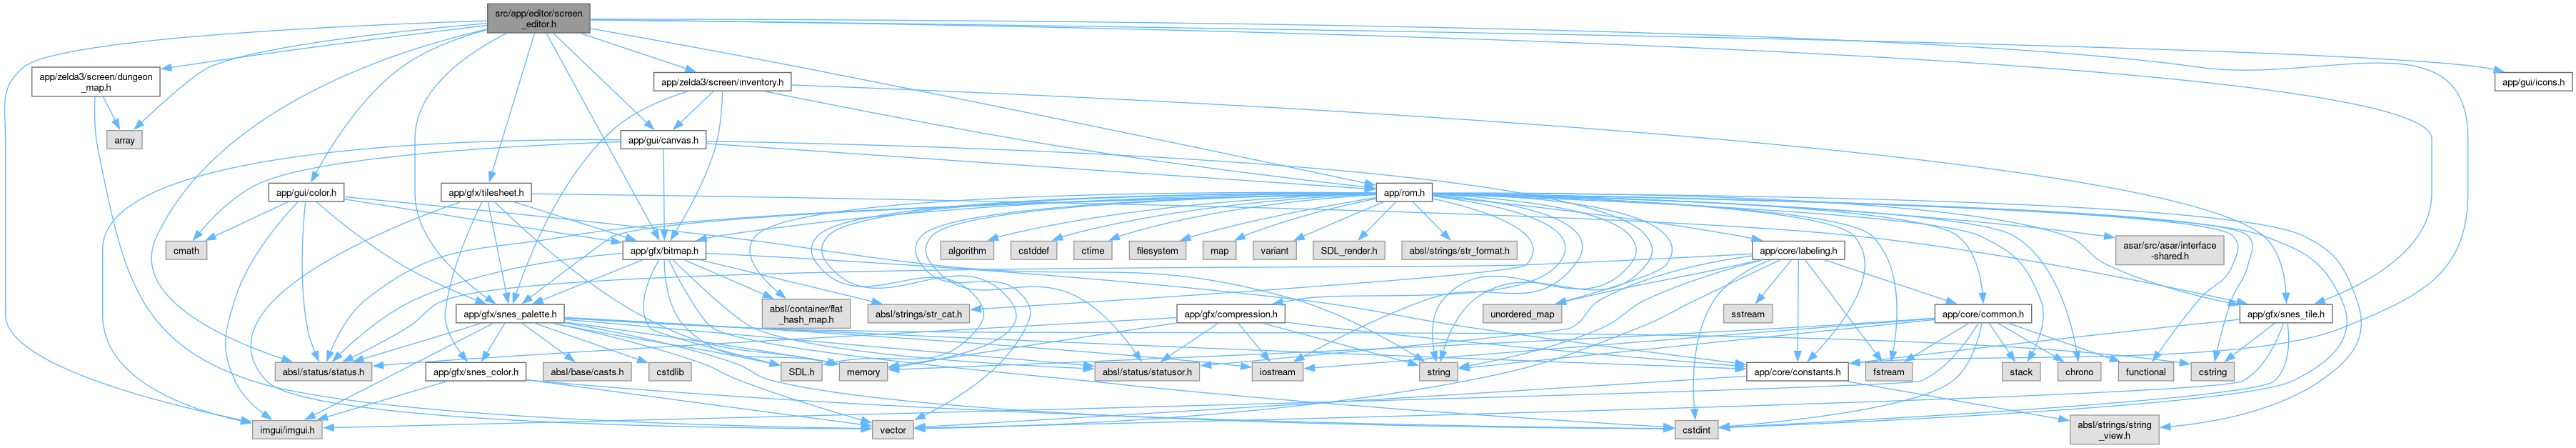 src/app/editor/screen
_editor.h
app/zelda3/screen/dungeon
_map.h
app/zelda3/screen/inventory.h
app/gui/icons.h
array
app/gui/canvas.h
app/gui/color.h
app/gfx/tilesheet.h
app/rom.h
cmath
app/gfx/bitmap.h
algorithm
cstddef
ctime
filesystem
map
variant
SDL_render.h
absl/strings/str_format.h
app/core/labeling.h
asar/src/asar/interface
-shared.h
app/gfx/snes_palette.h
absl/container/flat
_hash_map.h
absl/strings/str_cat.h
app/gfx/compression.h
unordered_map
sstream
app/core/common.h
app/gfx/snes_tile.h
absl/status/status.h
app/gfx/snes_color.h
absl/base/casts.h
cstdlib
SDL.h
memory
absl/status/statusor.h
iostream
string
app/core/constants.h
fstream
stack
chrono
functional
cstring
imgui/imgui.h
vector
cstdint
absl/strings/string
_view.h